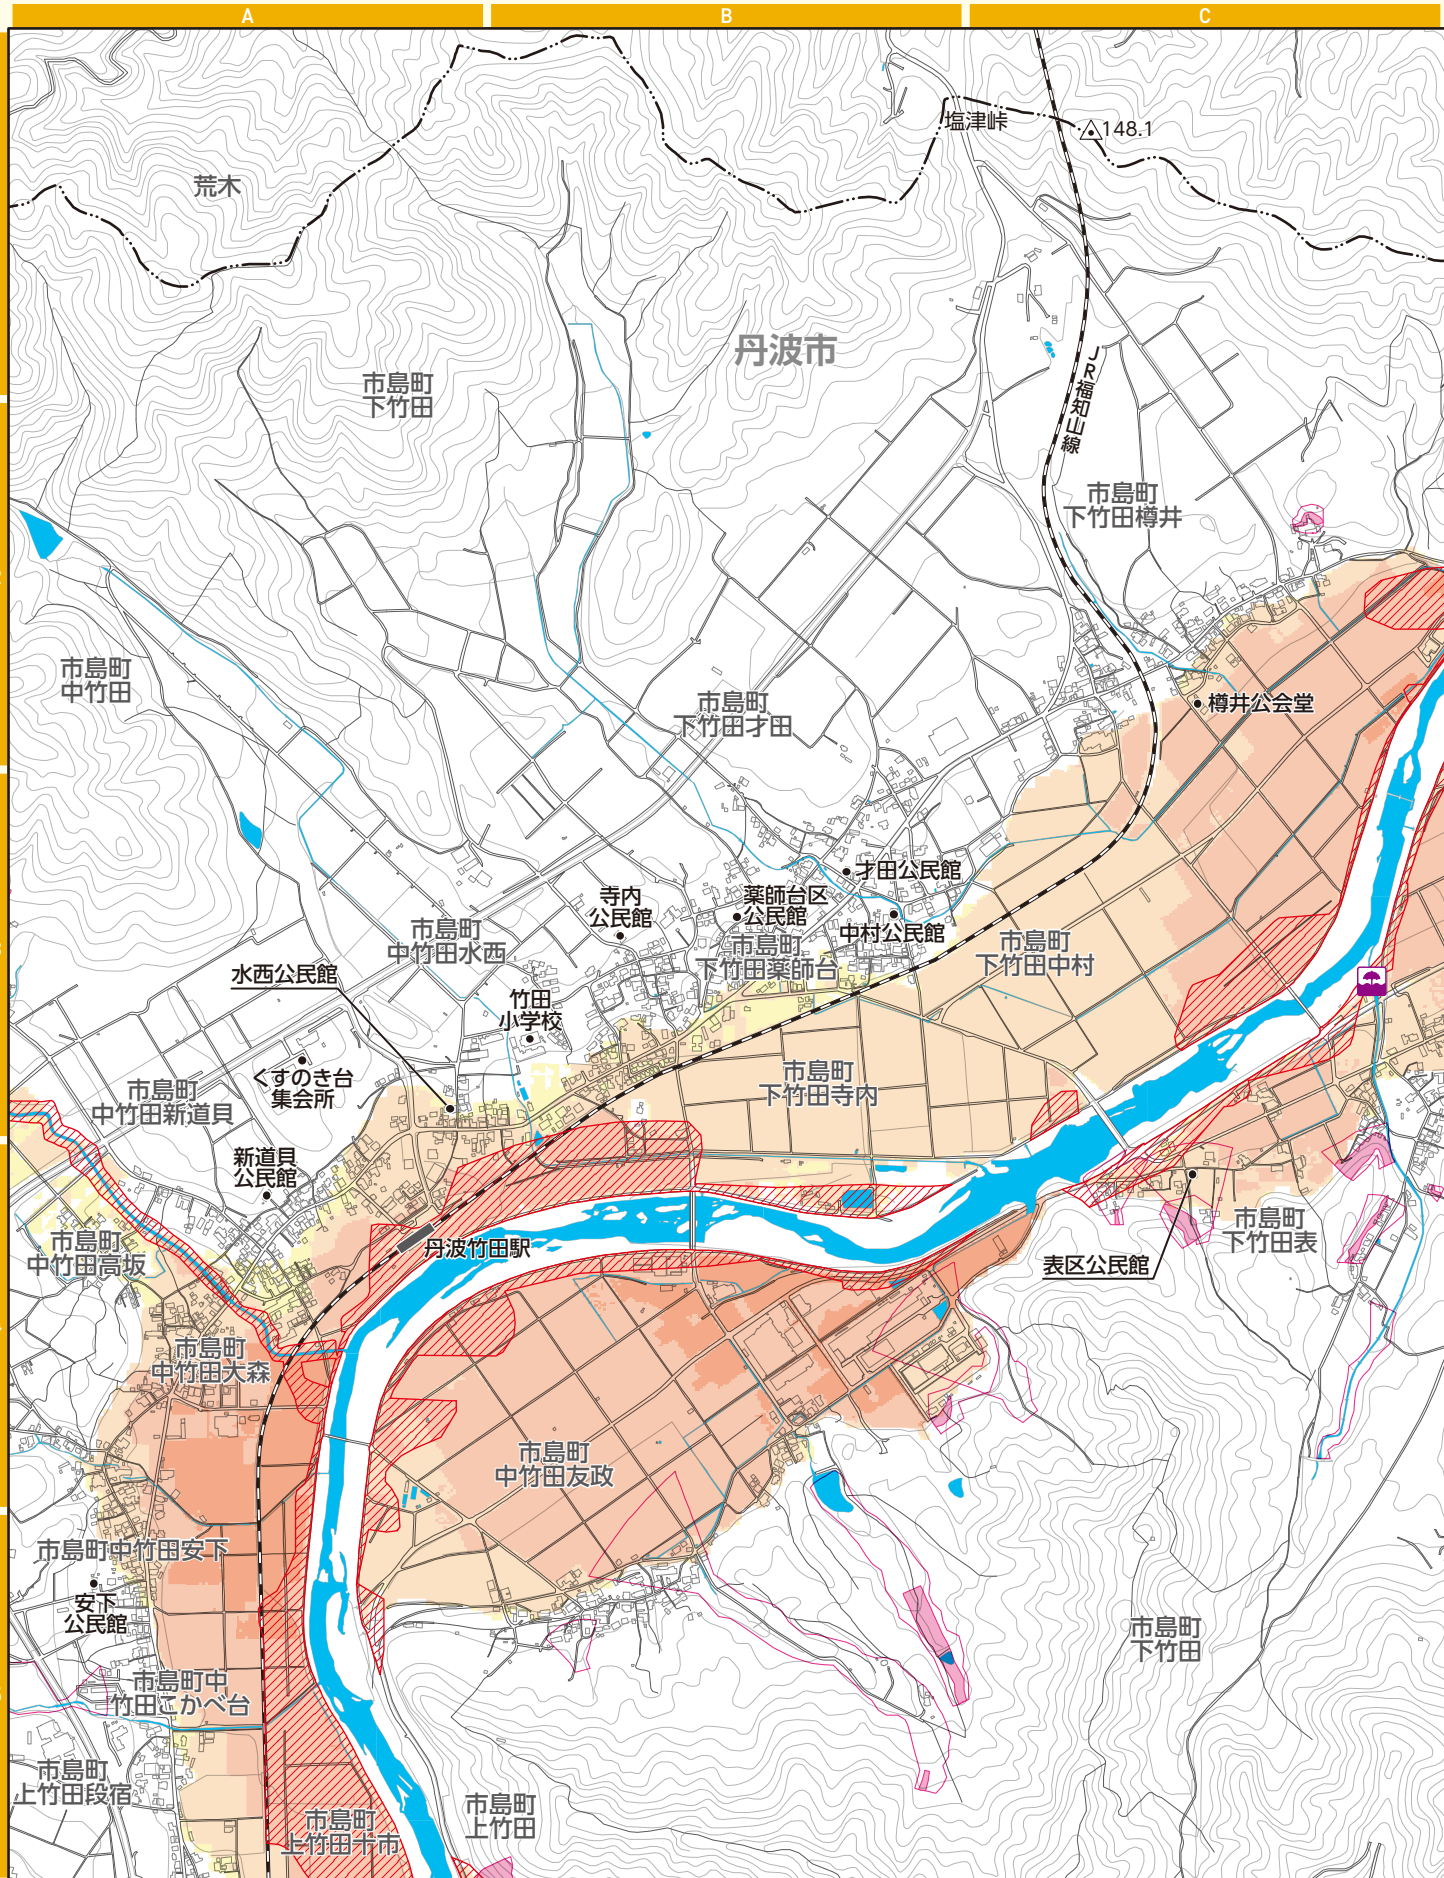 A
B
C
塩津峠
148.1
荒木
丹波市
JR福知山線
市島町
下竹田
市島町
下竹田樽井
市島町
中竹田
市島町
下竹田才田
樽井公会堂
才田公民館
寺内
公民館
薬師台区
公民館
中村公民館
市島町
中竹田水西
市島町
下竹田薬師台
市島町
下竹田中村
水西公民館
竹田
小学校
くすのき台
集会所
市島町
下竹田寺内
市島町
中竹田新道貝
新道貝
公民館
市島町
中竹田高坂
丹波竹田駅
市島町
下竹田表
表区公民館
市島町
中竹田大森
市島町
中竹田友政
市島町中竹田安下
安下
公民館
市島町
下竹田
市島町中
竹田こかべ台
市島町
上竹田段宿
市島町
上竹田十市
市島町
上竹田